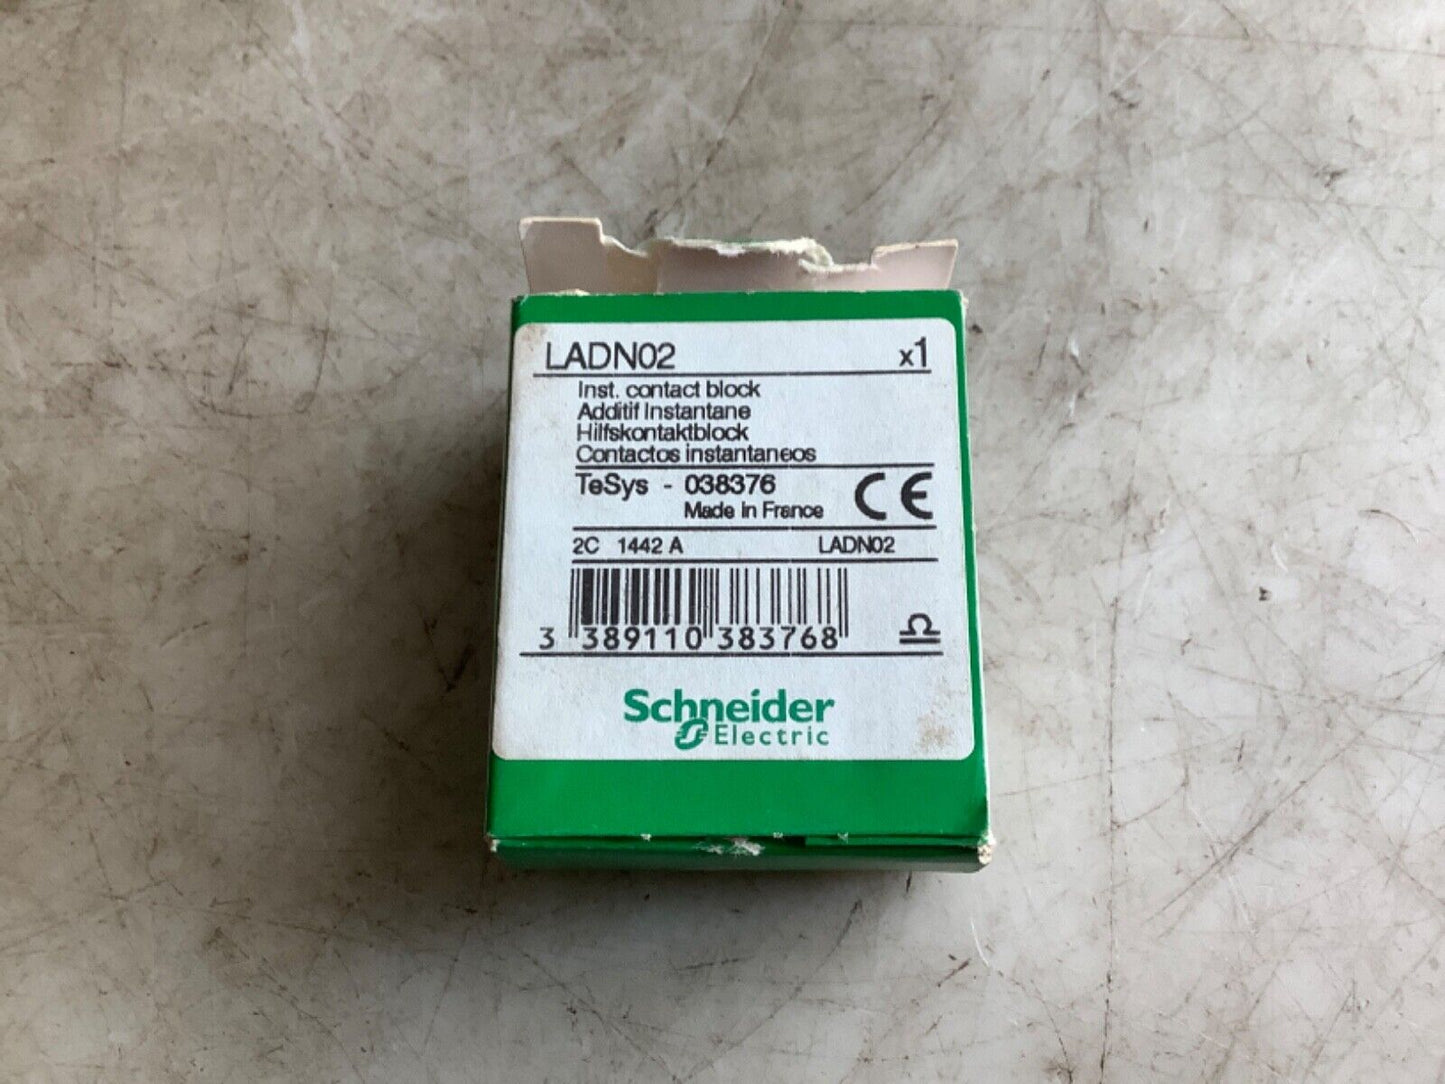 LADN02 x1
Inst. contact block
Additif Instantane
Hilfskontaktblock
Contactos instantaneos
TeSys - 038376
Made in France
CE
2C 1442 A LADN02
3 389110 383768
Schneider
Electric